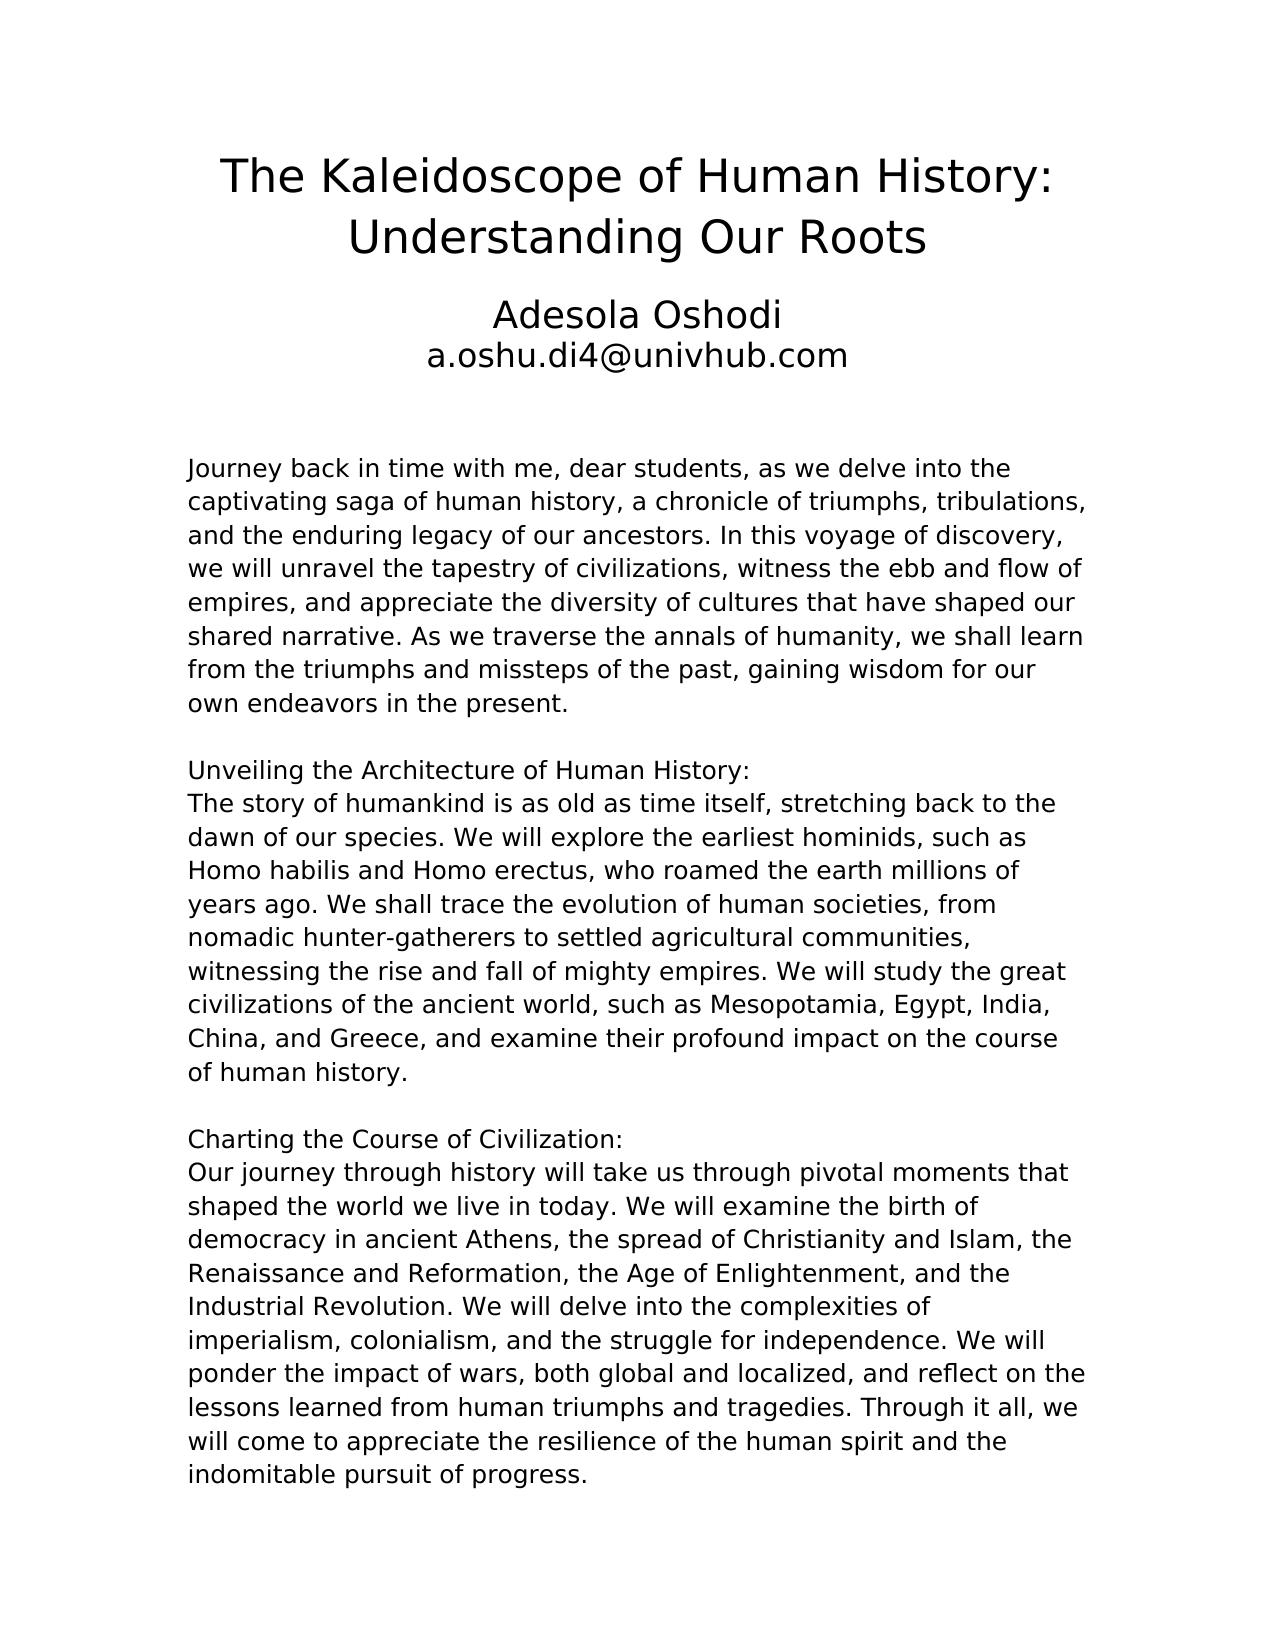 The Kaleidoscope of Human History:
Understanding Our Roots
Adesola Oshodi
a.oshu.di4@univhub.com
Journey back in time with me, dear students, as we delve into the
captivating saga of human history, a chronicle of triumphs, tribulations,
and the enduring legacy of our ancestors. In this voyage of discovery,
we will unravel the tapestry of civilizations, witness the ebb and flow of
empires, and appreciate the diversity of cultures that have shaped our
shared narrative. As we traverse the annals of humanity, we shall learn
from the triumphs and missteps of the past, gaining wisdom for our
own endeavors in the present.
Unveiling the Architecture of Human History:
The story of humankind is as old as time itself, stretching back to the
dawn of our species. We will explore the earliest hominids, such as
Homo habilis and Homo erectus, who roamed the earth millions of
years ago. We shall trace the evolution of human societies, from
nomadic hunter-gatherers to settled agricultural communities,
witnessing the rise and fall of mighty empires. We will study the great
civilizations of the ancient world, such as Mesopotamia, Egypt, India,
China, and Greece, and examine their profound impact on the course
of human history.
Charting the Course of Civilization:
Our journey through history will take us through pivotal moments that
shaped the world we live in today. We will examine the birth of
democracy in ancient Athens, the spread of Christianity and Islam, the
Renaissance and Reformation, the Age of Enlightenment, and the
Industrial Revolution. We will delve into the complexities of
imperialism, colonialism, and the struggle for independence. We will
ponder the impact of wars, both global and localized, and reflect on the
lessons learned from human triumphs and tragedies. Through it all, we
will come to appreciate the resilience of the human spirit and the
indomitable pursuit of progress.